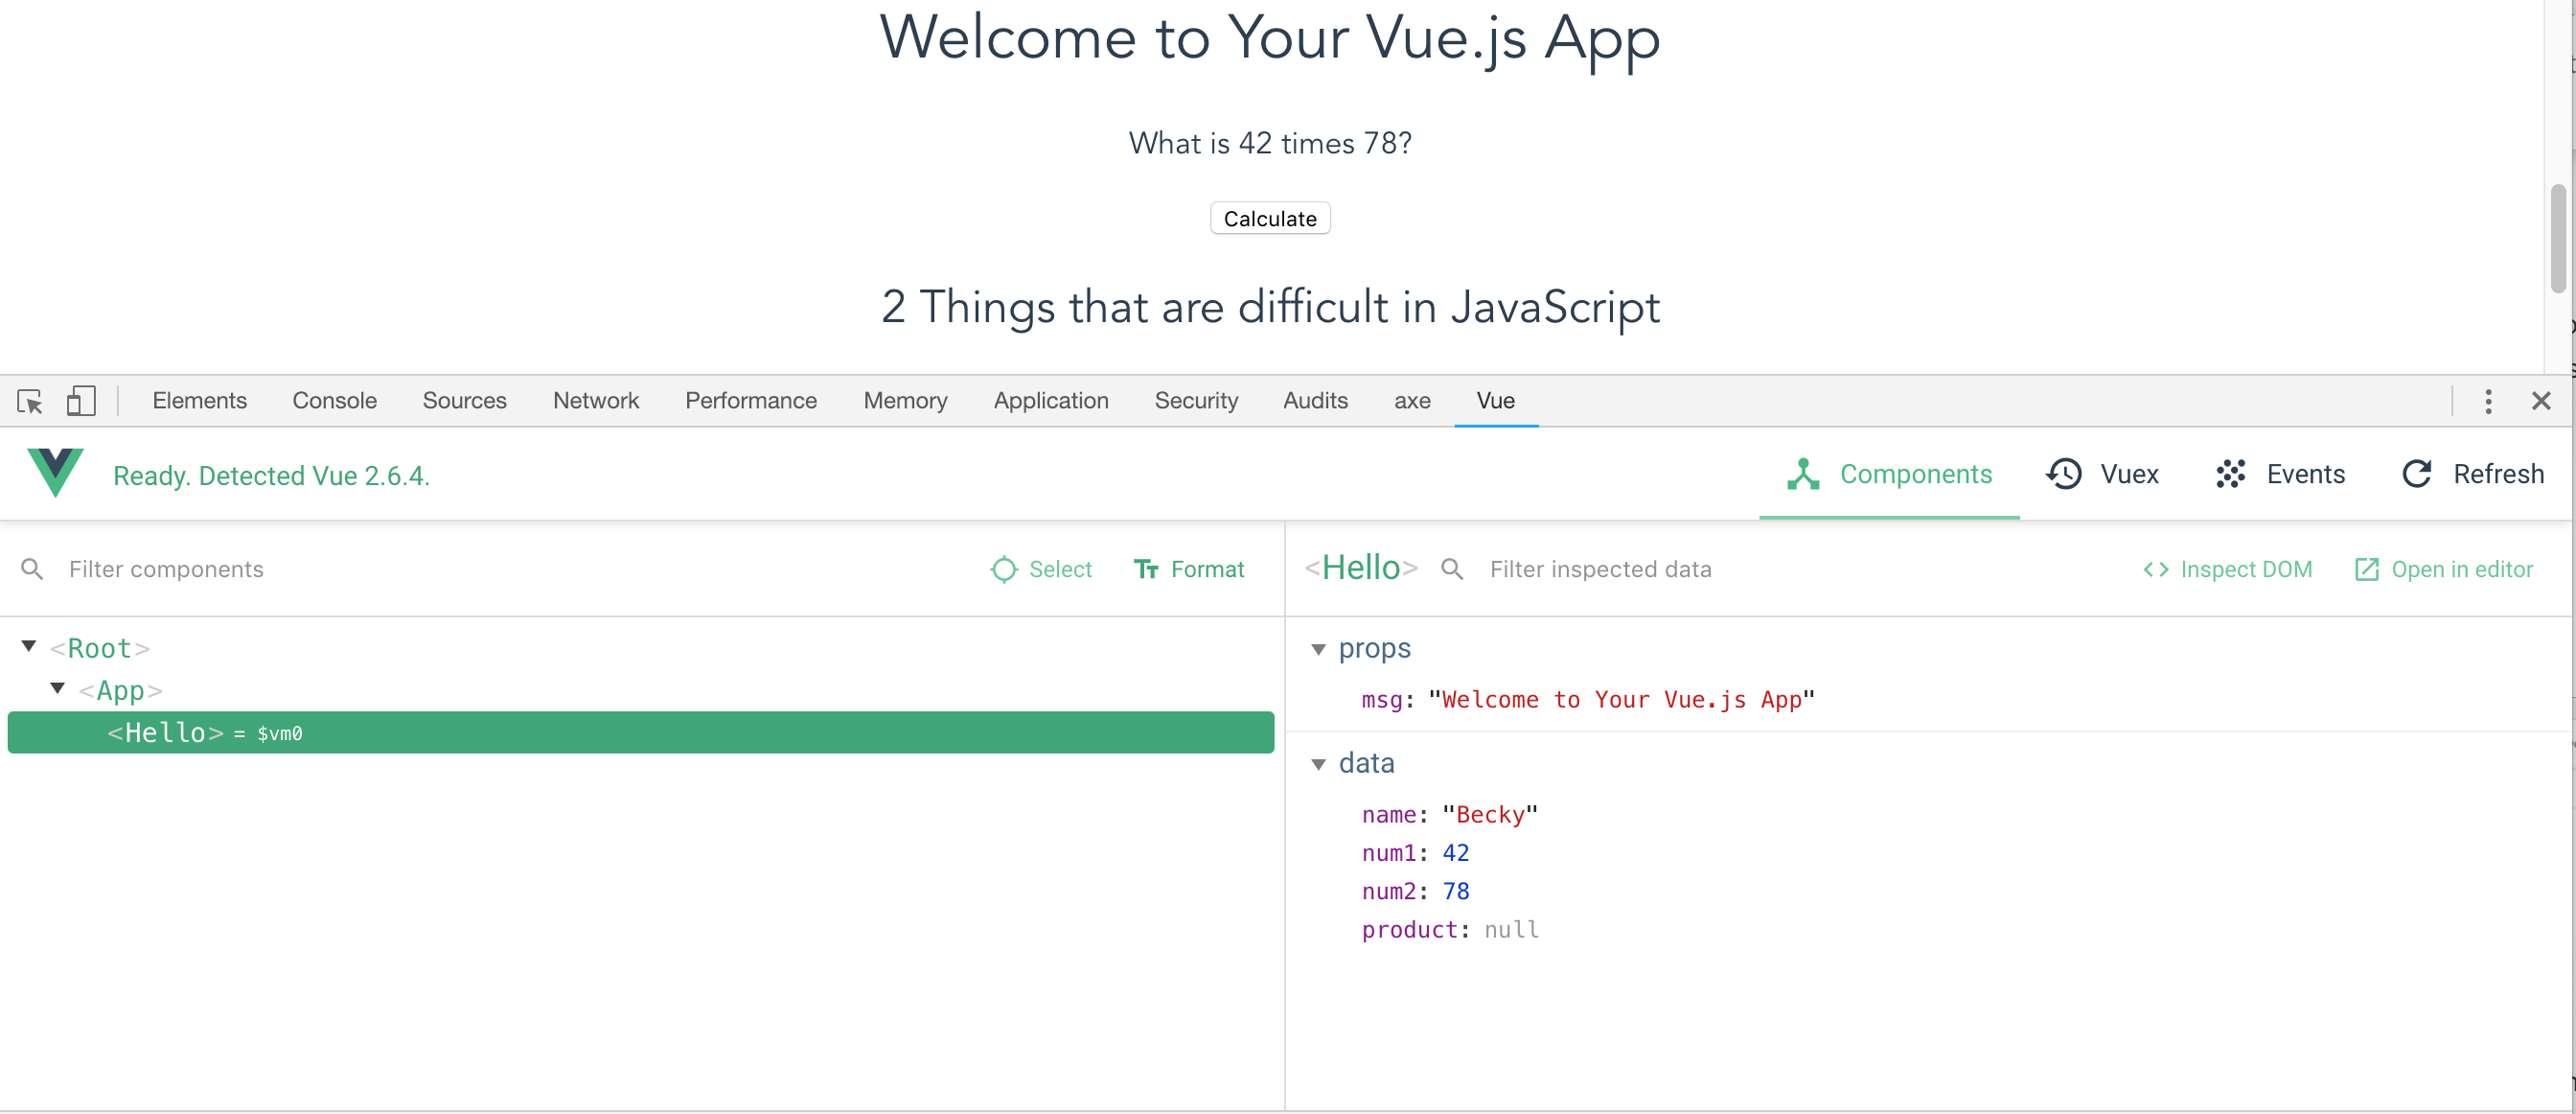 Welcome to Your Vue.js App
What is 42 times 78?
Calculate
2 Things that are difficult in JavaScript
Elements Console Sources Network Performance Memory Application Security Audits axe Vue
Ready. Detected Vue 2.6.4.
Components Vuex Events Refresh
Filter components Select Format
<Hello> Filter inspected data Inspect DOM Open in editor
<Root>
<App>
<Hello> = $vm0
props
msg: "Welcome to Your Vue.js App"
data
name: "Becky"
num1: 42
num2: 78
product: null